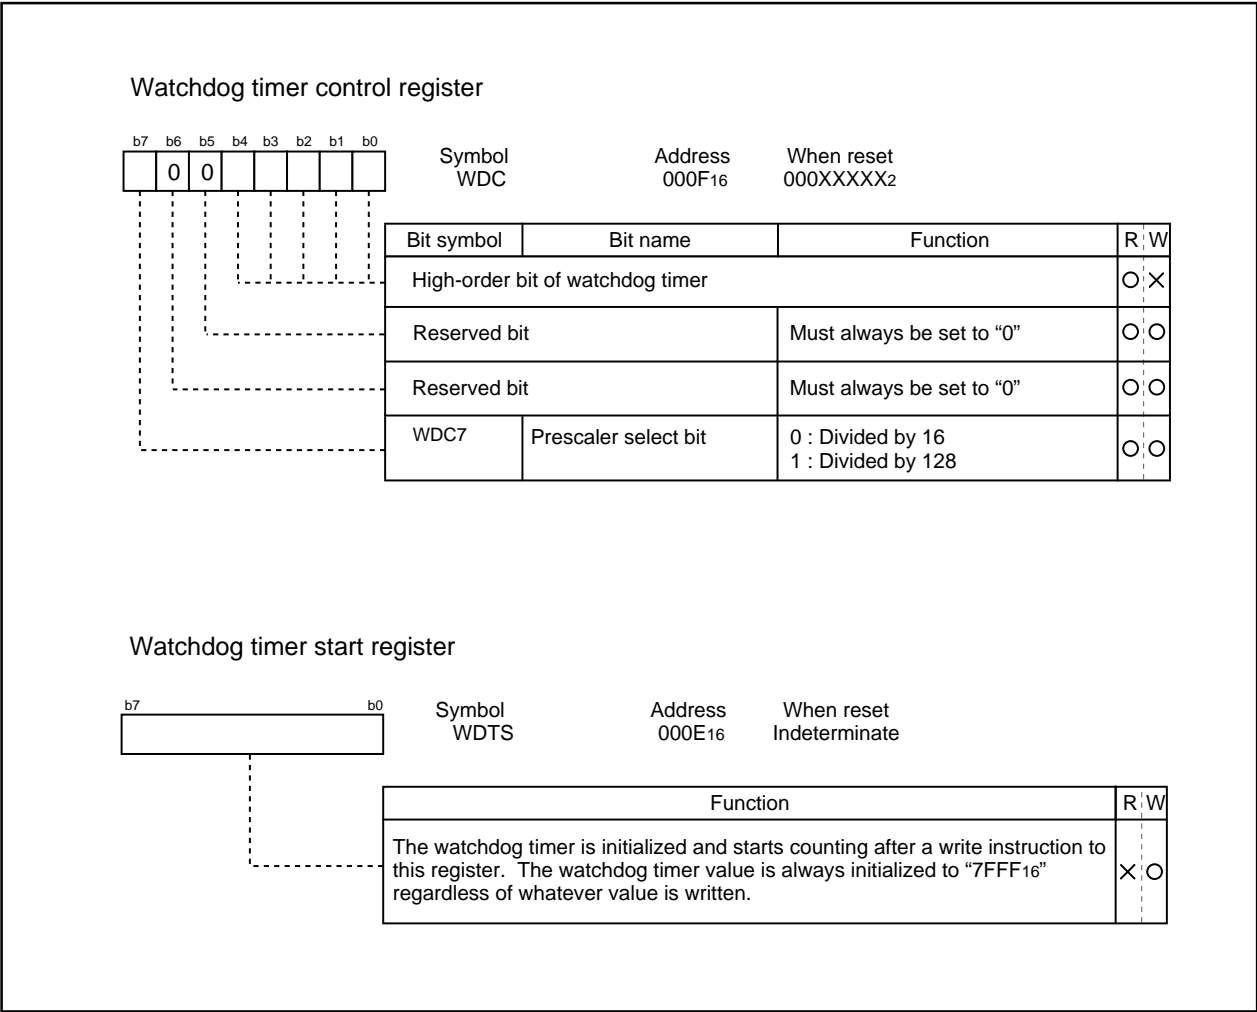 Watchdog timer control register
b7 b6 b5 b4 b3 b2 b1 b0
0 0
Symbol Address When reset
WDC 000F16 000XXXXX2
Bit symbol Bit name Function R W
High-order bit of watchdog timer
Reserved bit Must always be set to “0”
Reserved bit Must always be set to “0”
WDC7 Prescaler select bit 0 : Divided by 16
1 : Divided by 128
Watchdog timer start register
b7 b0
Symbol Address When reset
WDTS 000E16 Indeterminate
Function R W
The watchdog timer is initialized and starts counting after a write instruction to
this register. The watchdog timer value is always initialized to “7FFF16”
regardless of whatever value is written.